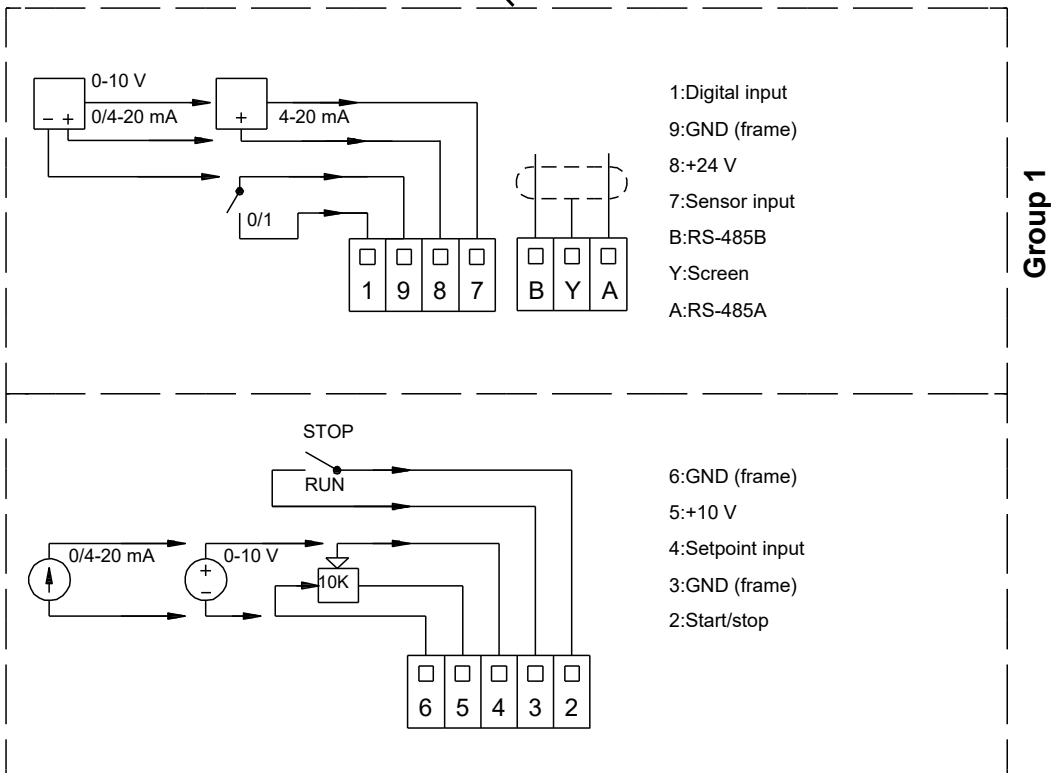 0-10 V
0/4-20 mA
4-20 mA
− +
+
0/1
1 9 8 7
B Y A
1:Digital input
9:GND (frame)
8:+24 V
7:Sensor input
B:RS-485B
Y:Screen
A:RS-485A
Group 1
STOP
RUN
0/4-20 mA
0-10 V
+
−
10K
6 5 4 3 2
6:GND (frame)
5:+10 V
4:Setpoint input
3:GND (frame)
2:Start/stop